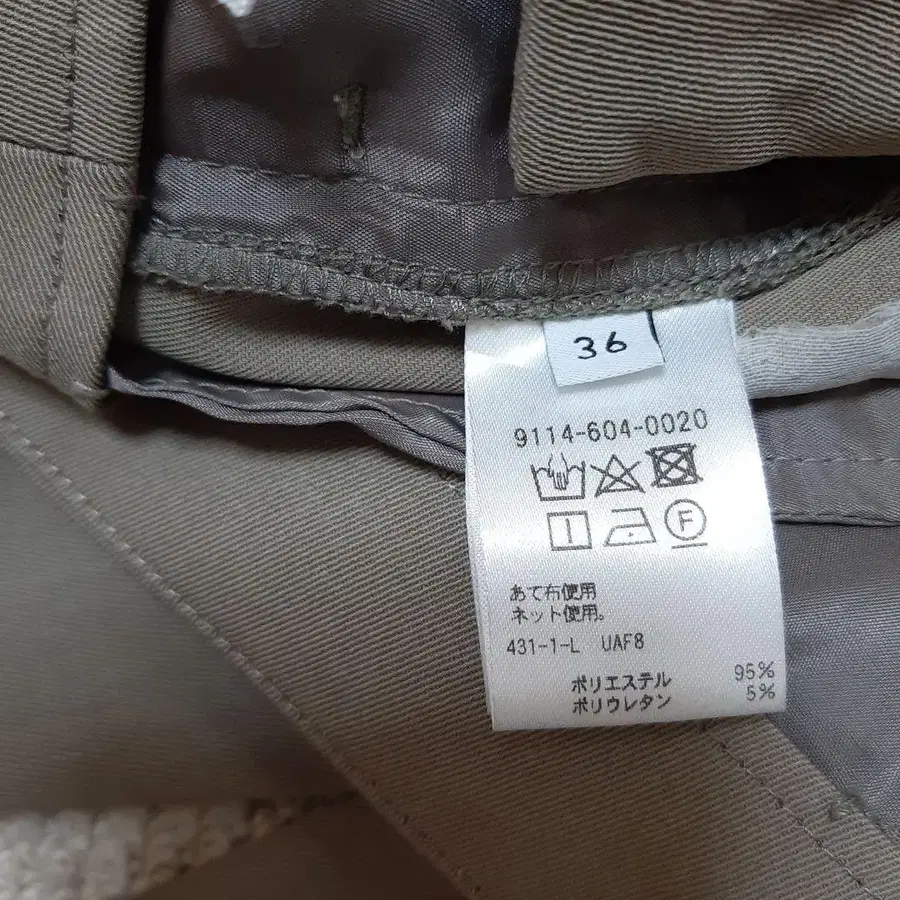 36
9114-604-0020
F
あて布使用
ネット使用。
431-1-L UAF8
ポリエステル 95%
ポリウレタン 5%